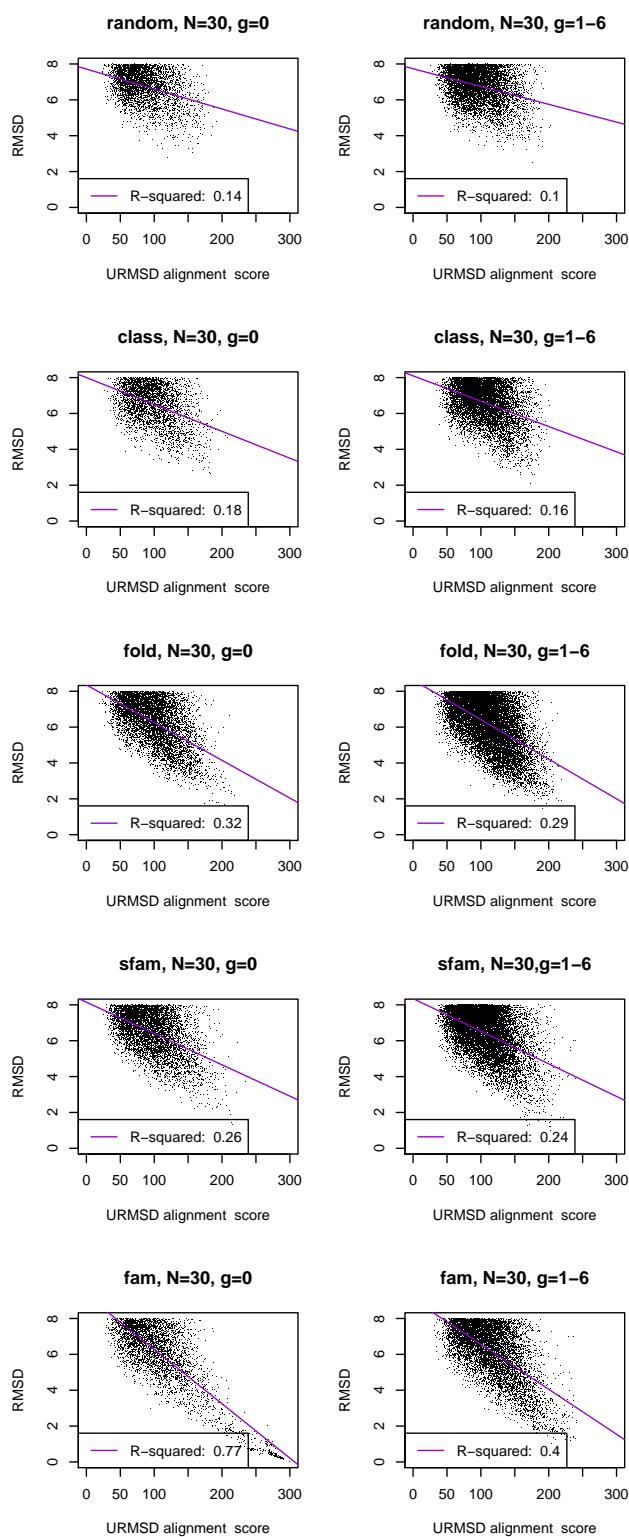 random, N=30, g=0
RMSD
8
6
4
2
0
R-squared: 0.14
0 50 100 200 300
URMSD alignment score
random, N=30, g=1-6
RMSD
8
6
4
2
0
R-squared: 0.1
0 50 100 200 300
URMSD alignment score
class, N=30, g=0
RMSD
8
6
4
2
0
R-squared: 0.18
0 50 100 200 300
URMSD alignment score
class, N=30, g=1-6
RMSD
8
6
4
2
0
R-squared: 0.16
0 50 100 200 300
URMSD alignment score
fold, N=30, g=0
RMSD
8
6
4
2
0
R-squared: 0.32
0 50 100 200 300
URMSD alignment score
fold, N=30, g=1-6
RMSD
8
6
4
2
0
R-squared: 0.29
0 50 100 200 300
URMSD alignment score
sfam, N=30, g=0
RMSD
8
6
4
2
0
R-squared: 0.26
0 50 100 200 300
URMSD alignment score
sfam, N=30,g=1-6
RMSD
8
6
4
2
0
R-squared: 0.24
0 50 100 200 300
URMSD alignment score
fam, N=30, g=0
RMSD
8
6
4
2
0
R-squared: 0.77
0 50 100 200 300
URMSD alignment score
fam, N=30, g=1-6
RMSD
8
6
4
2
0
R-squared: 0.4
0 50 100 200 300
URMSD alignment score